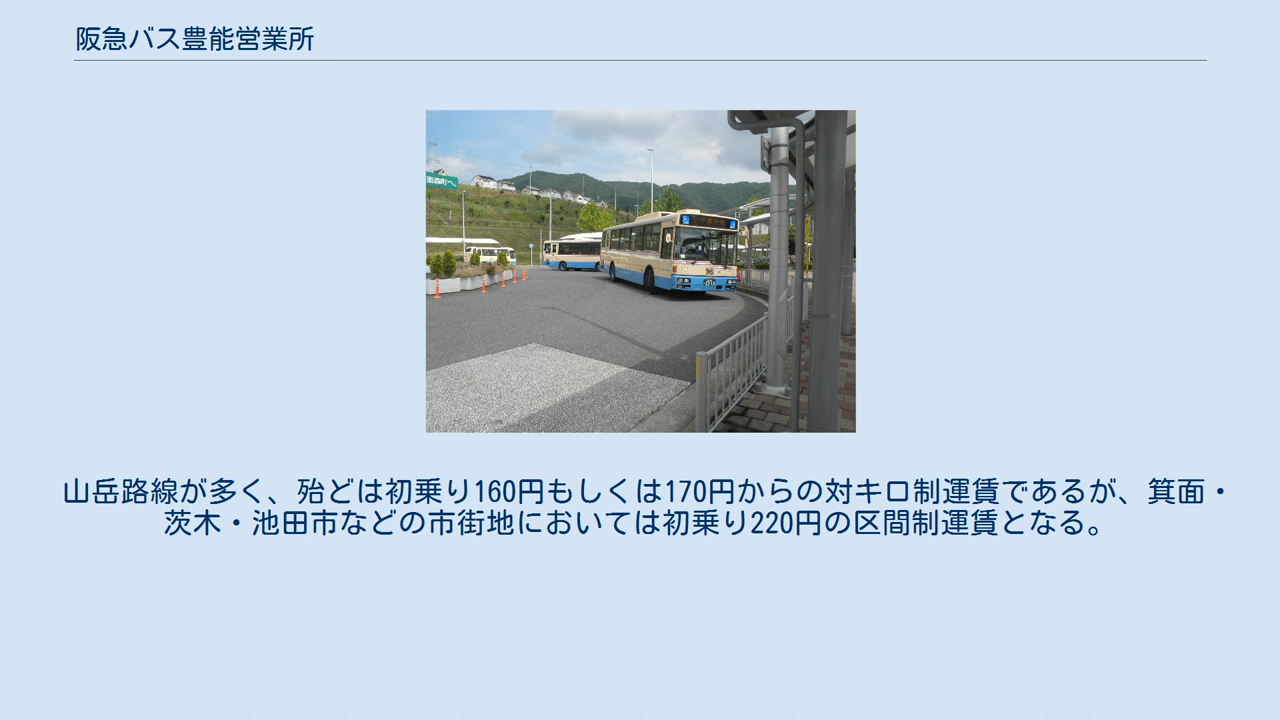 阪急バス豊能営業所
面森町へ
山岳路線が多く、殆どは初乗り160円もしくは170円からの対キロ制運賃であるが、箕面・
茨木・池田市などの市街地においては初乗り220円の区間制運賃となる。